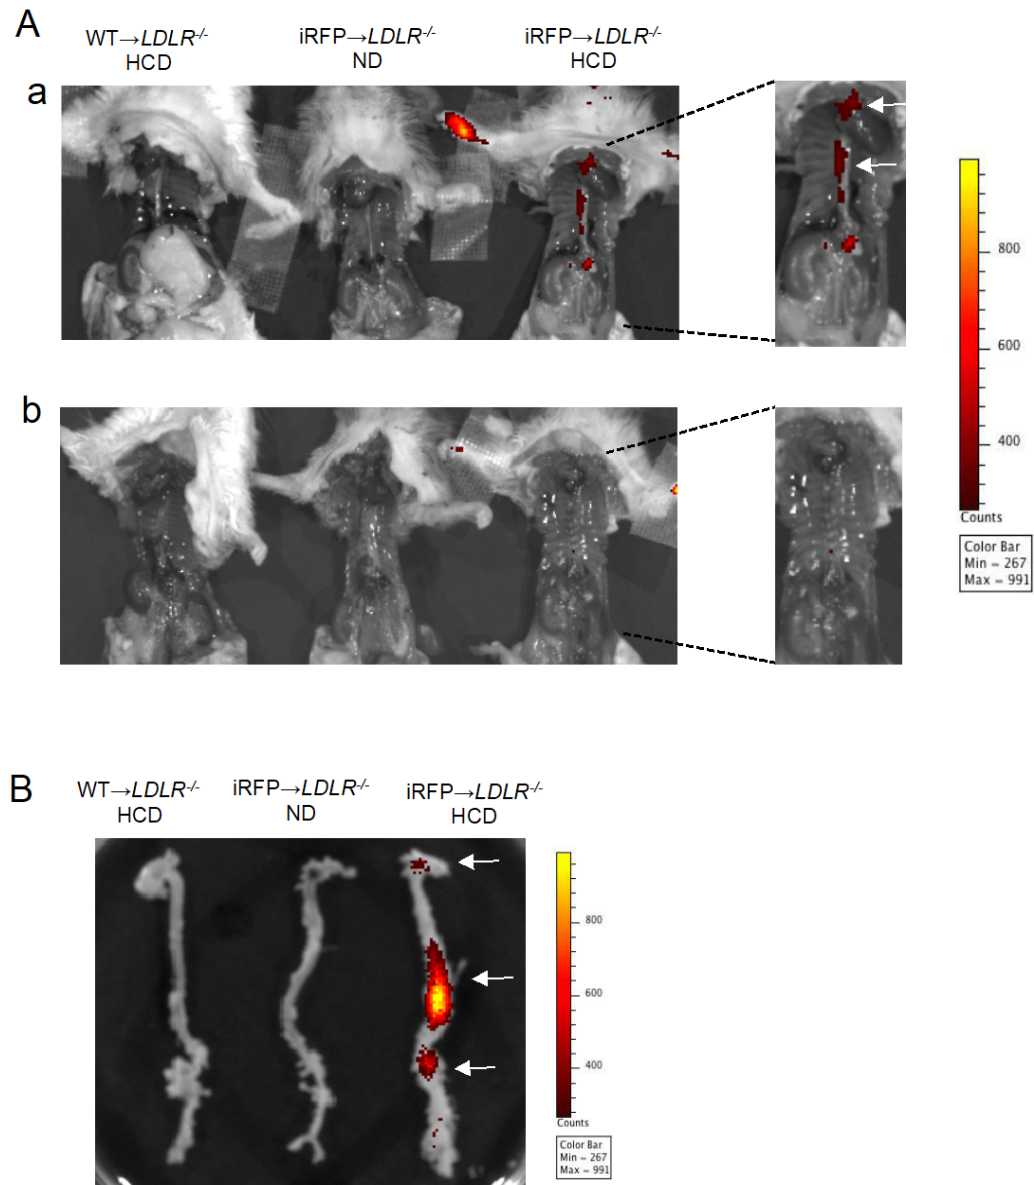 A
WT→LDLR-/-
HCD
iRFP→LDLR-/-
ND
iRFP→LDLR-/-
HCD
a
b
800
600
400
Counts
Color Bar
Min = 267
Max = 991
B
WT→LDLR-/-
HCD
iRFP→LDLR-/-
ND
iRFP→LDLR-/-
HCD
800
600
400
Counts
Color Bar
Min = 267
Max = 991